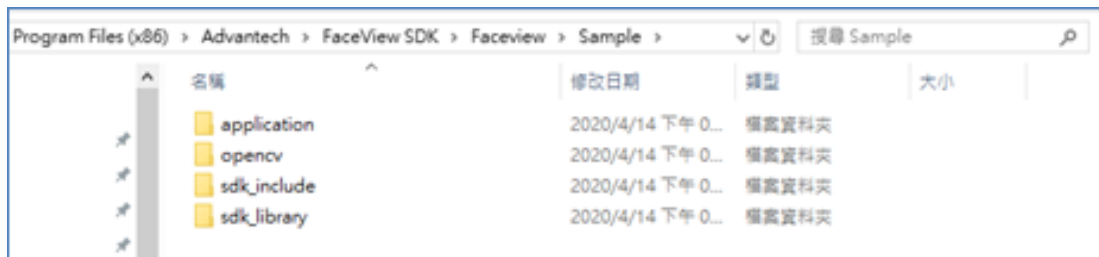 Program Files (x86) › Advantech › FaceView SDK › Faceview › Sample › 搜尋 Sample
名稱 修改日期 類型 大小
application 2020/4/14 下午 0... 檔案資料夾
opencv 2020/4/14 下午 0... 檔案資料夾
sdk_include 2020/4/14 下午 0... 檔案資料夾
sdk_library 2020/4/14 下午 0... 檔案資料夾